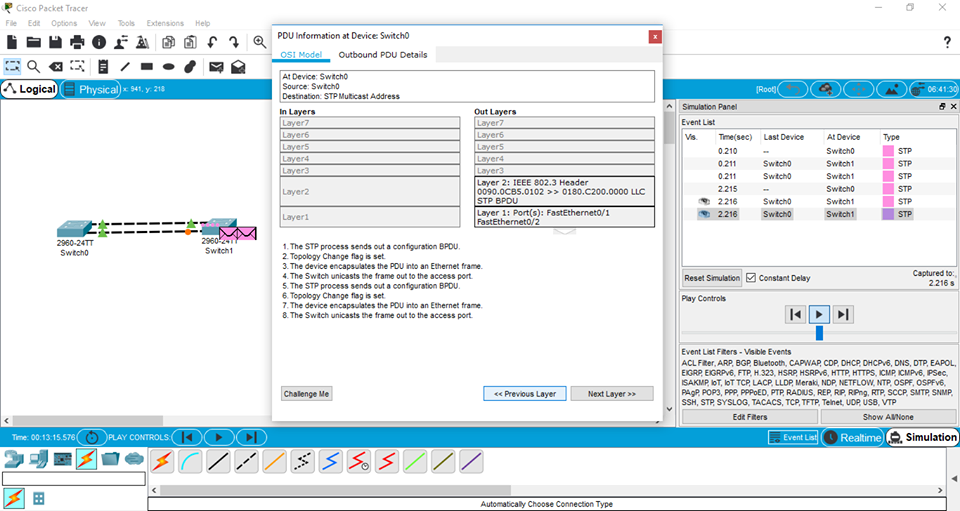 Cisco Packet Tracer
File Edit Options View Tools Extensions Help
?
Logical Physical x: 941, y: 218
[Root] 06:41:30
PDU Information at Device: Switch0
x
OSI Model Outbound PDU Details
At Device: Switch0
Source: Switch0
Destination: STP Multicast Address
In Layers Out Layers
Layer7 Layer7
Layer6 Layer6
Layer5 Layer5
Layer4 Layer4
Layer3 Layer3
Layer2
Layer 2: IEEE 802.3 Header
0090.0CB5.0102 >> 0180.C200.0000 LLC
STP BPDU
Layer1
Layer 1: Port(s): FastEthernet0/1
FastEthernet0/2
1. The STP process sends out a configuration BPDU.
2. Topology Change flag is set.
3. The device encapsulates the PDU into an Ethernet frame.
4. The Switch unicasts the frame out to the access port.
5. The STP process sends out a configuration BPDU.
6. Topology Change flag is set.
7. The device encapsulates the PDU into an Ethernet frame.
8. The Switch unicasts the frame out to the access port.
Challenge Me << Previous Layer Next Layer >>
2960-24TT
Switch0
2960-24TT
Switch1
Simulation Panel
Event List
Vis. Time(sec) Last Device At Device Type
0.210 -- Switch0 STP
0.211 Switch0 Switch1 STP
0.211 Switch0 Switch1 STP
2.215 -- Switch0 STP
2.216 Switch0 Switch1 STP
2.216 Switch0 Switch1 STP
Reset Simulation Constant Delay Captured to:
2.216 s
Play Controls
Event List Filters - Visible Events
ACL Filter, ARP, BGP, Bluetooth, CAPWAP, CDP, DHCP, DHCPv6, DNS, DTP, EAPOL,
EIGRP, EIGRPv6, FTP, H.323, HSRP, HSRPv6, HTTP, HTTPS, ICMP, ICMPv6, IPSec,
ISAKMP, IoT, IoT TCP, LACP, LLDP, Meraki, NDP, NETFLOW, NTP, OSPF, OSPFv6,
PAgP, POP3, PPP, PPPoED, PTP, RADIUS, REP, RIP, RIPng, RTP, SCCP, SMTP, SNMP,
SSH, STP, SYSLOG, TACACS, TCP, TFTP, Telnet, UDP, USB, VTP
Edit Filters Show All/None
Time: 00:13:15.576 PLAY CONTROLS:
Event List Realtime Simulation
Automatically Choose Connection Type